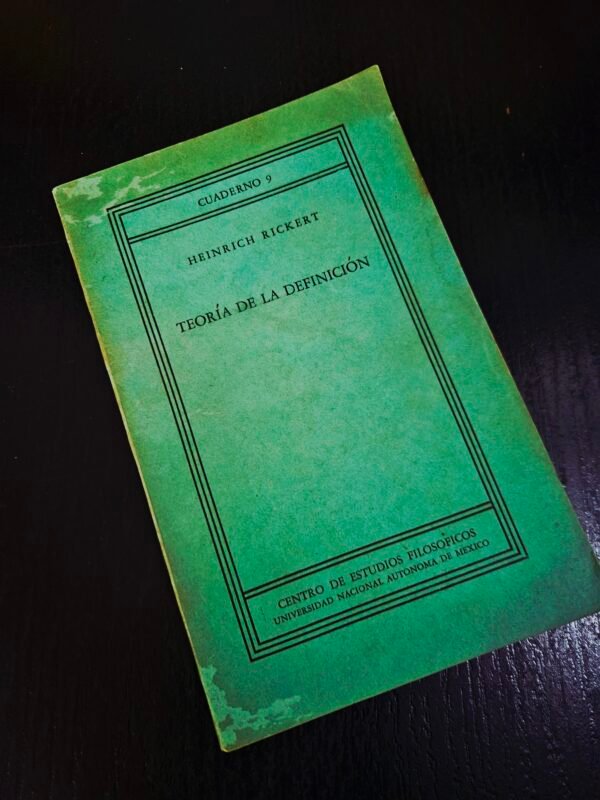 CUADERNO 9
HEINRICH RICKERT
TEORÍA DE LA DEFINICIÓN
CENTRO DE ESTUDIOS FILOSÓFICOS
UNIVERSIDAD NACIONAL AUTÓNOMA DE MÉXICO